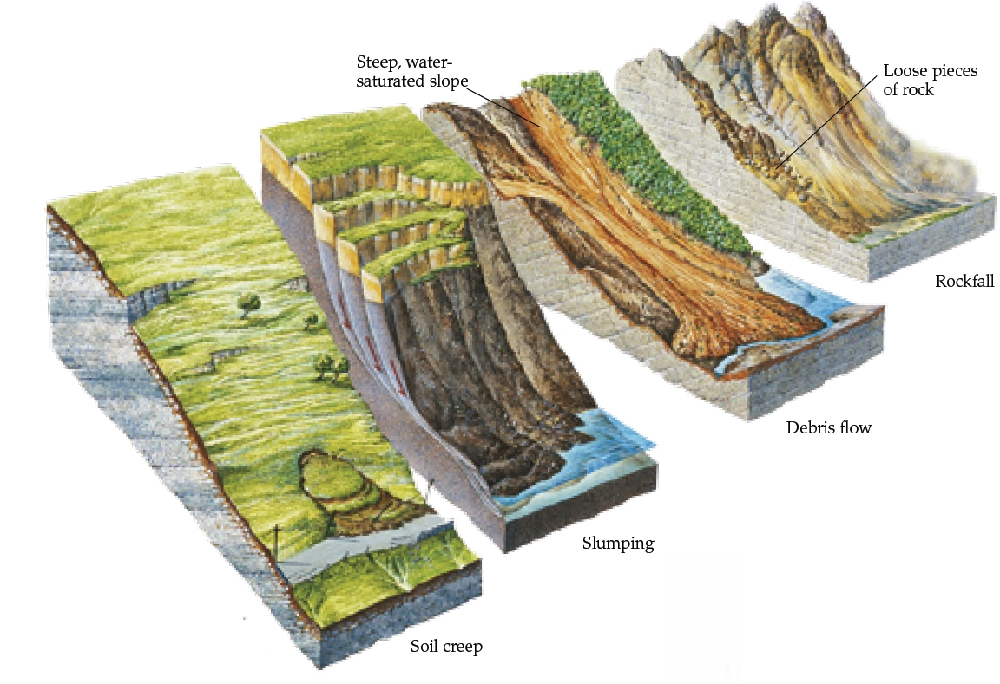 Steep, water-
saturated slope
Loose pieces
of rock
Rockfall
Debris flow
Slumping
Soil creep